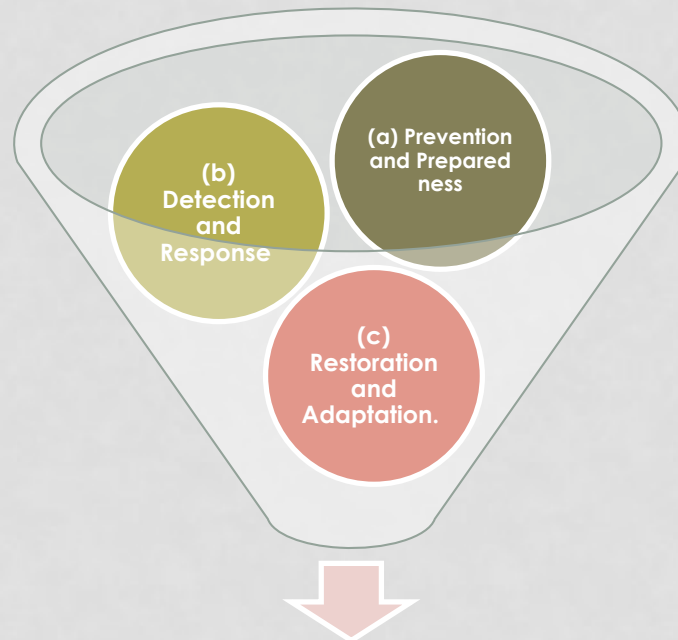 (a) Prevention
and Prepared
ness
(b)
Detection
and
Response
(c)
Restoration
and
Adaptation.